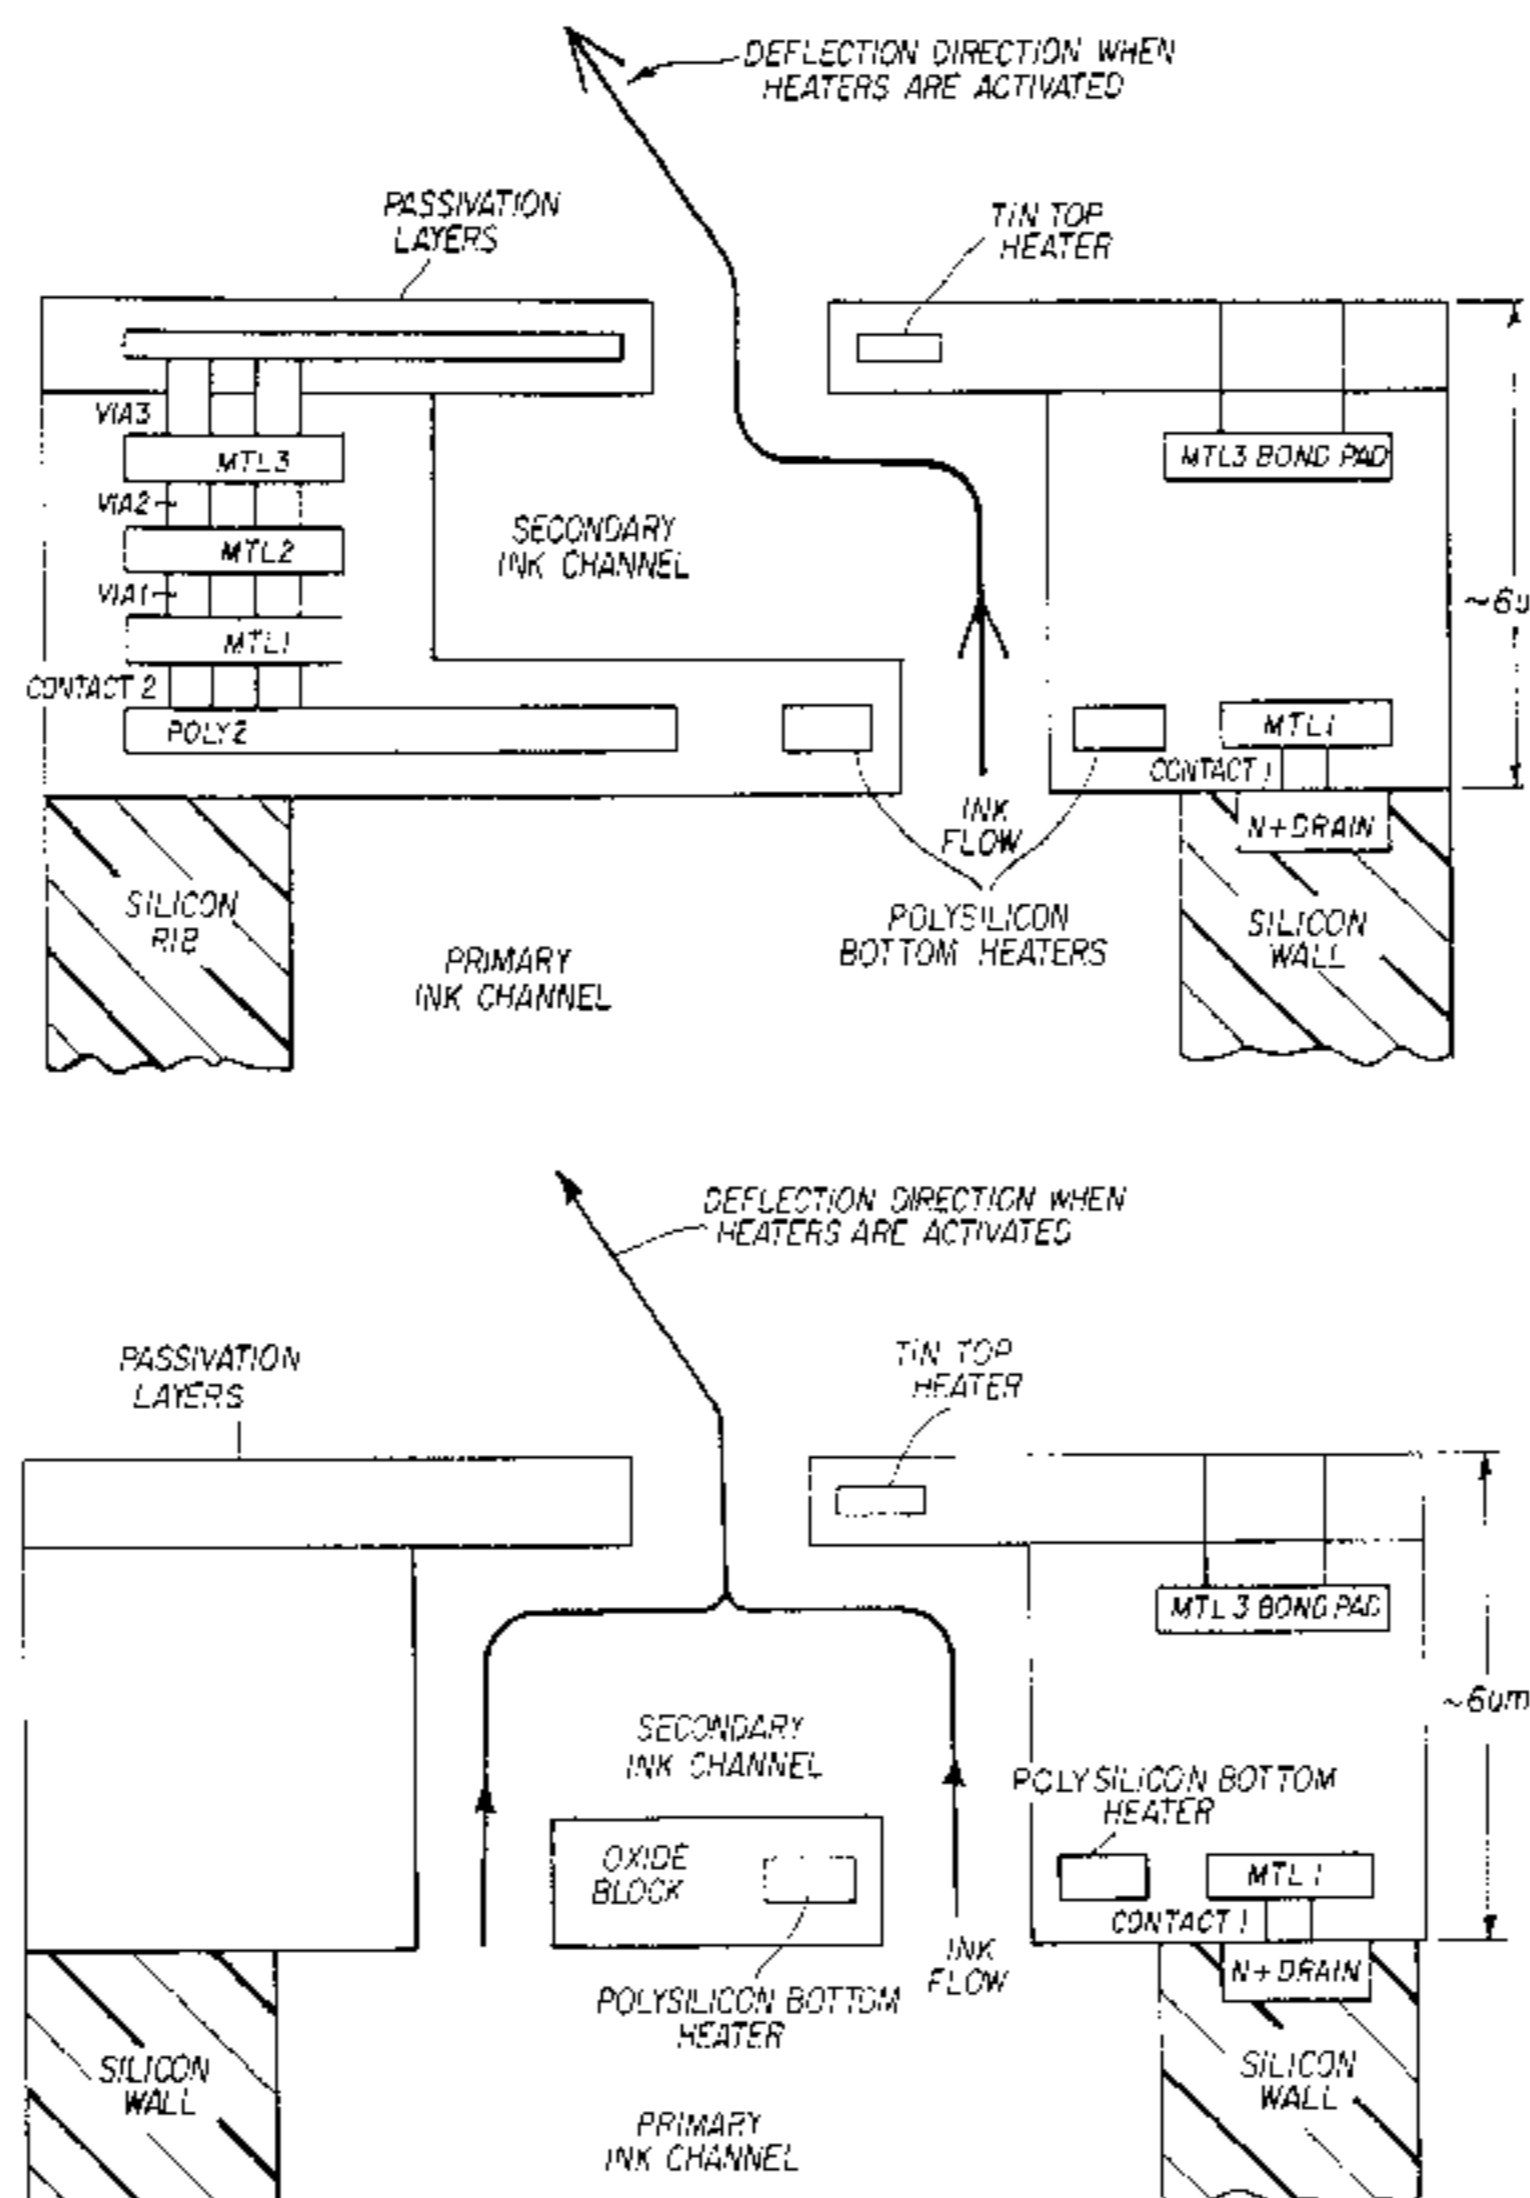 DEFLECTION DIRECTION WHEN
HEATERS ARE ACTIVATED
PASSIVATION
LAYERS
TiN TOP
HEATER
VIA3
MTL3
MTL3 BOND PAD
VIA2
SECONDARY
INK CHANNEL
MTL2
VIA1
~6u
MTL1
CONTACT 2
POLY2
MTL1
CONTACT 1
INK
FLOW
N+DRAIN
SILICON
RIB
POLYSILICON
BOTTOM HEATERS
SILICON
WALL
PRIMARY
INK CHANNEL
DEFLECTION DIRECTION WHEN
HEATERS ARE ACTIVATED
PASSIVATION
LAYERS
TiN TOP
HEATER
MTL3 BOND PAD
~6um
SECONDARY
INK CHANNEL
POLYSILICON BOTTOM
HEATER
OXIDE
BLOCK
MTL1
CONTACT 1
INK
FLOW
N+DRAIN
POLYSILICON BOTTOM
HEATER
SILICON
WALL
SILICON
WALL
PRIMARY
INK CHANNEL